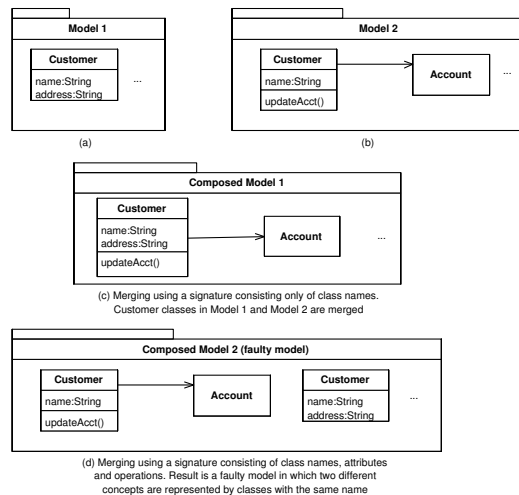 Model 1
Customer
name:String
address:String
...
(a)
Model 2
Customer
name:String
updateAcct()
Account
...
(b)
Composed Model 1
Customer
name:String
address:String
updateAcct()
Account
...
(c) Merging using a signature consisting only of class names.
Customer classes in Model 1 and Model 2 are merged
Composed Model 2 (faulty model)
Customer
name:String
updateAcct()
Account
Customer
name:String
address:String
...
(d) Merging using a signature consisting of class names, attributes
and operations. Result is a faulty model in which two different
concepts are represented by classes with the same name